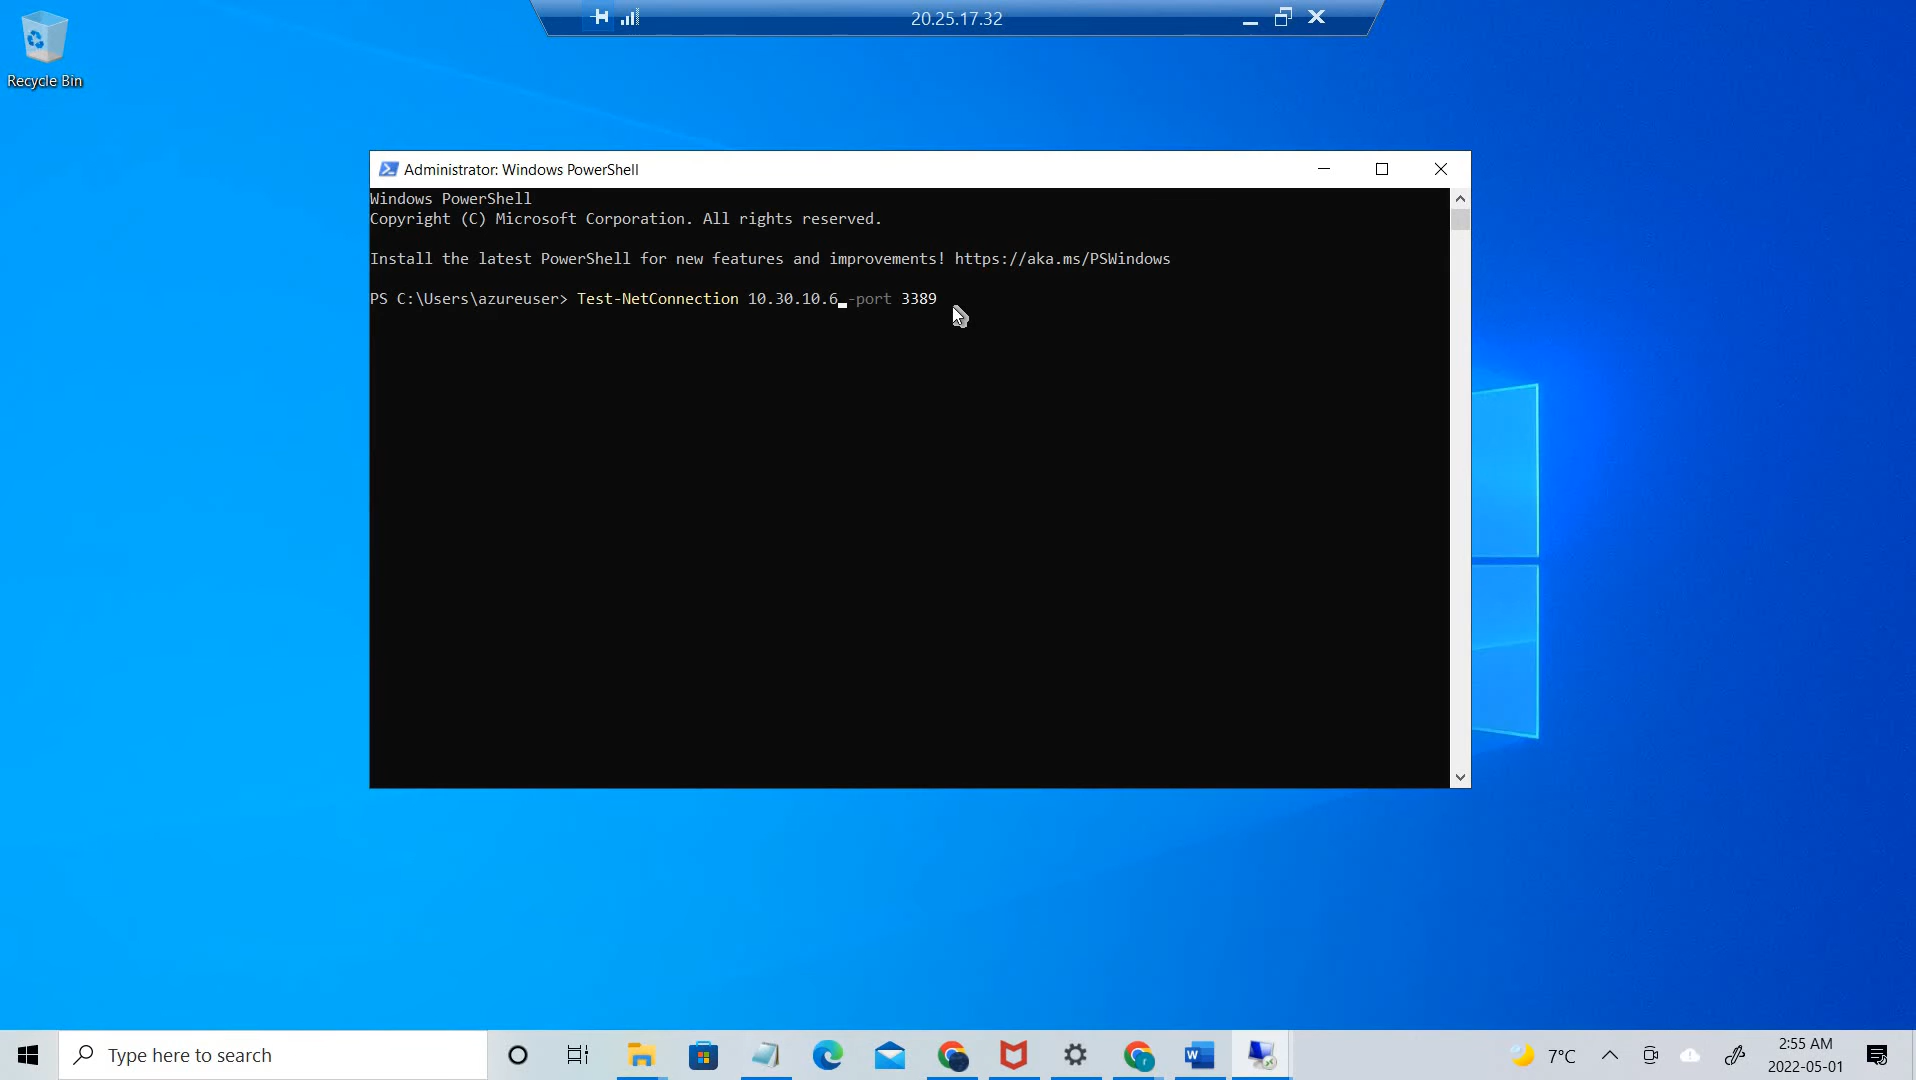 20.25.17.32
Recycle Bin
Administrator: Windows PowerShell
Windows PowerShell
Copyright (C) Microsoft Corporation. All rights reserved.
Install the latest PowerShell for new features and improvements! https://aka.ms/PSWindows
PS C:\Users\azureuser> Test-NetConnection 10.30.10.6 -port 3389
Type here to search
7°C
2:55 AM
2022-05-01